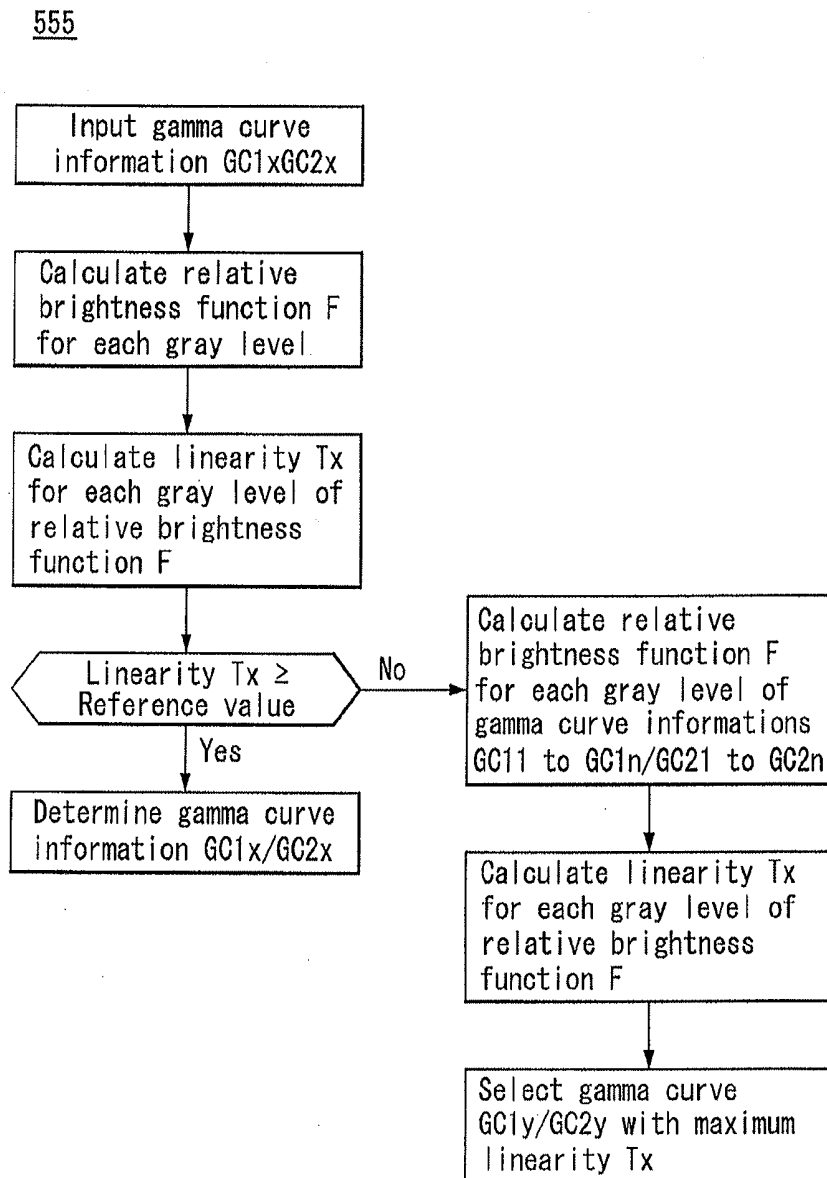 555
Input gamma curve
information GC1xGC2x
Calculate relative
brightness function F
for each gray level
Calculate linearity Tx
for each gray level of
relative brightness
function F
Linearity Tx ≥
Reference value
No
Yes
Determine gamma curve
information GC1x/GC2x
Calculate relative
brightness function F
for each gray level of
gamma curve informations
GC11 to GC1n/GC21 to GC2n
Calculate linearity Tx
for each gray level of
relative brightness
function F
Select gamma curve
GC1y/GC2y with maximum
linearity Tx